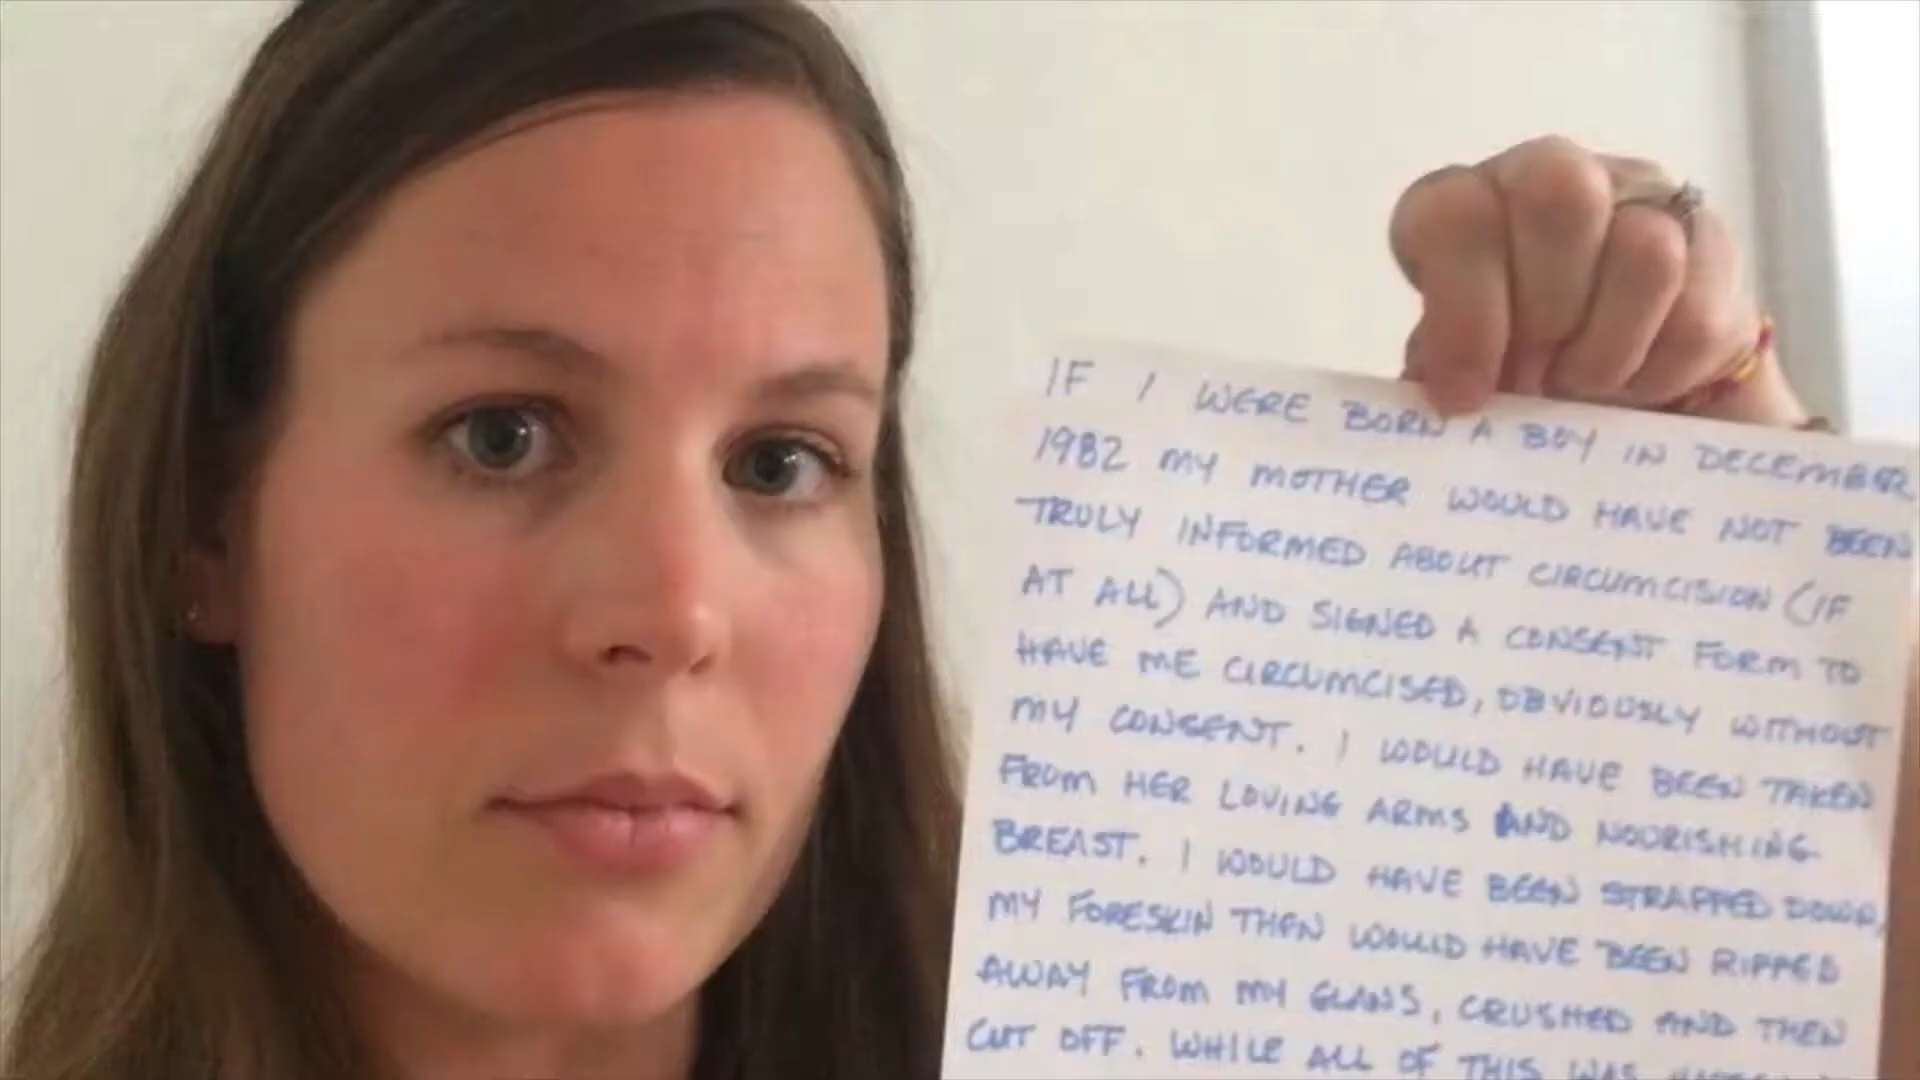 IF I WERE BORN A BOY IN DECEMBER
1982 MY MOTHER WOULD HAVE NOT BEEN
TRULY INFORMED ABOUT CIRCUMCISION (IF
AT ALL) AND SIGNED A CONSENT FORM TO
HAVE ME CIRCUMCISED, OBVIOUSLY WITHOUT
MY CONSENT. I WOULD HAVE BEEN TAKEN
FROM HER LOVING ARMS AND NOURISHING
BREAST. I WOULD HAVE BEEN STRAPPED DOWN,
MY FORESKIN THEN WOULD HAVE BEEN RIPPED
AWAY FROM MY GLANS, CRUSHED AND THEN
CUT OFF. WHILE ALL OF THIS WAS